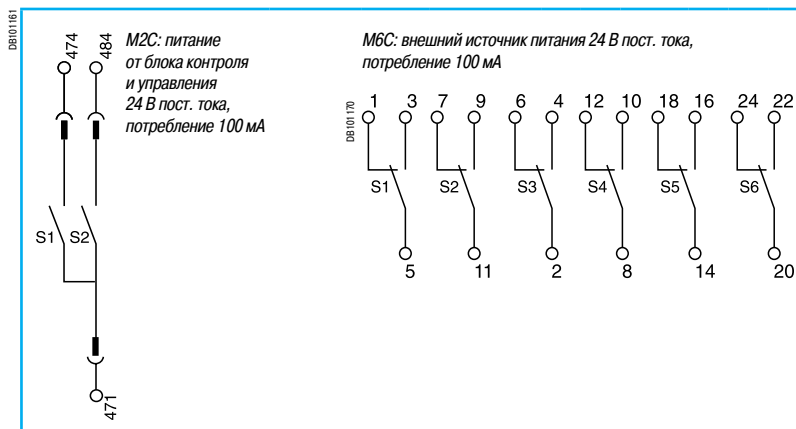 DB101161
474
484
М2С: питание
от блока контроля
и управления
24 В пост. тока,
потребление 100 мА
S1
S2
471
М6С: внешний источник питания 24 В пост. тока,
потребление 100 мА
DB101170
1 3 7 9 6 4 12 10 18 16 24 22
S1 S2 S3 S4 S5 S6
5 11 2 8 14 20